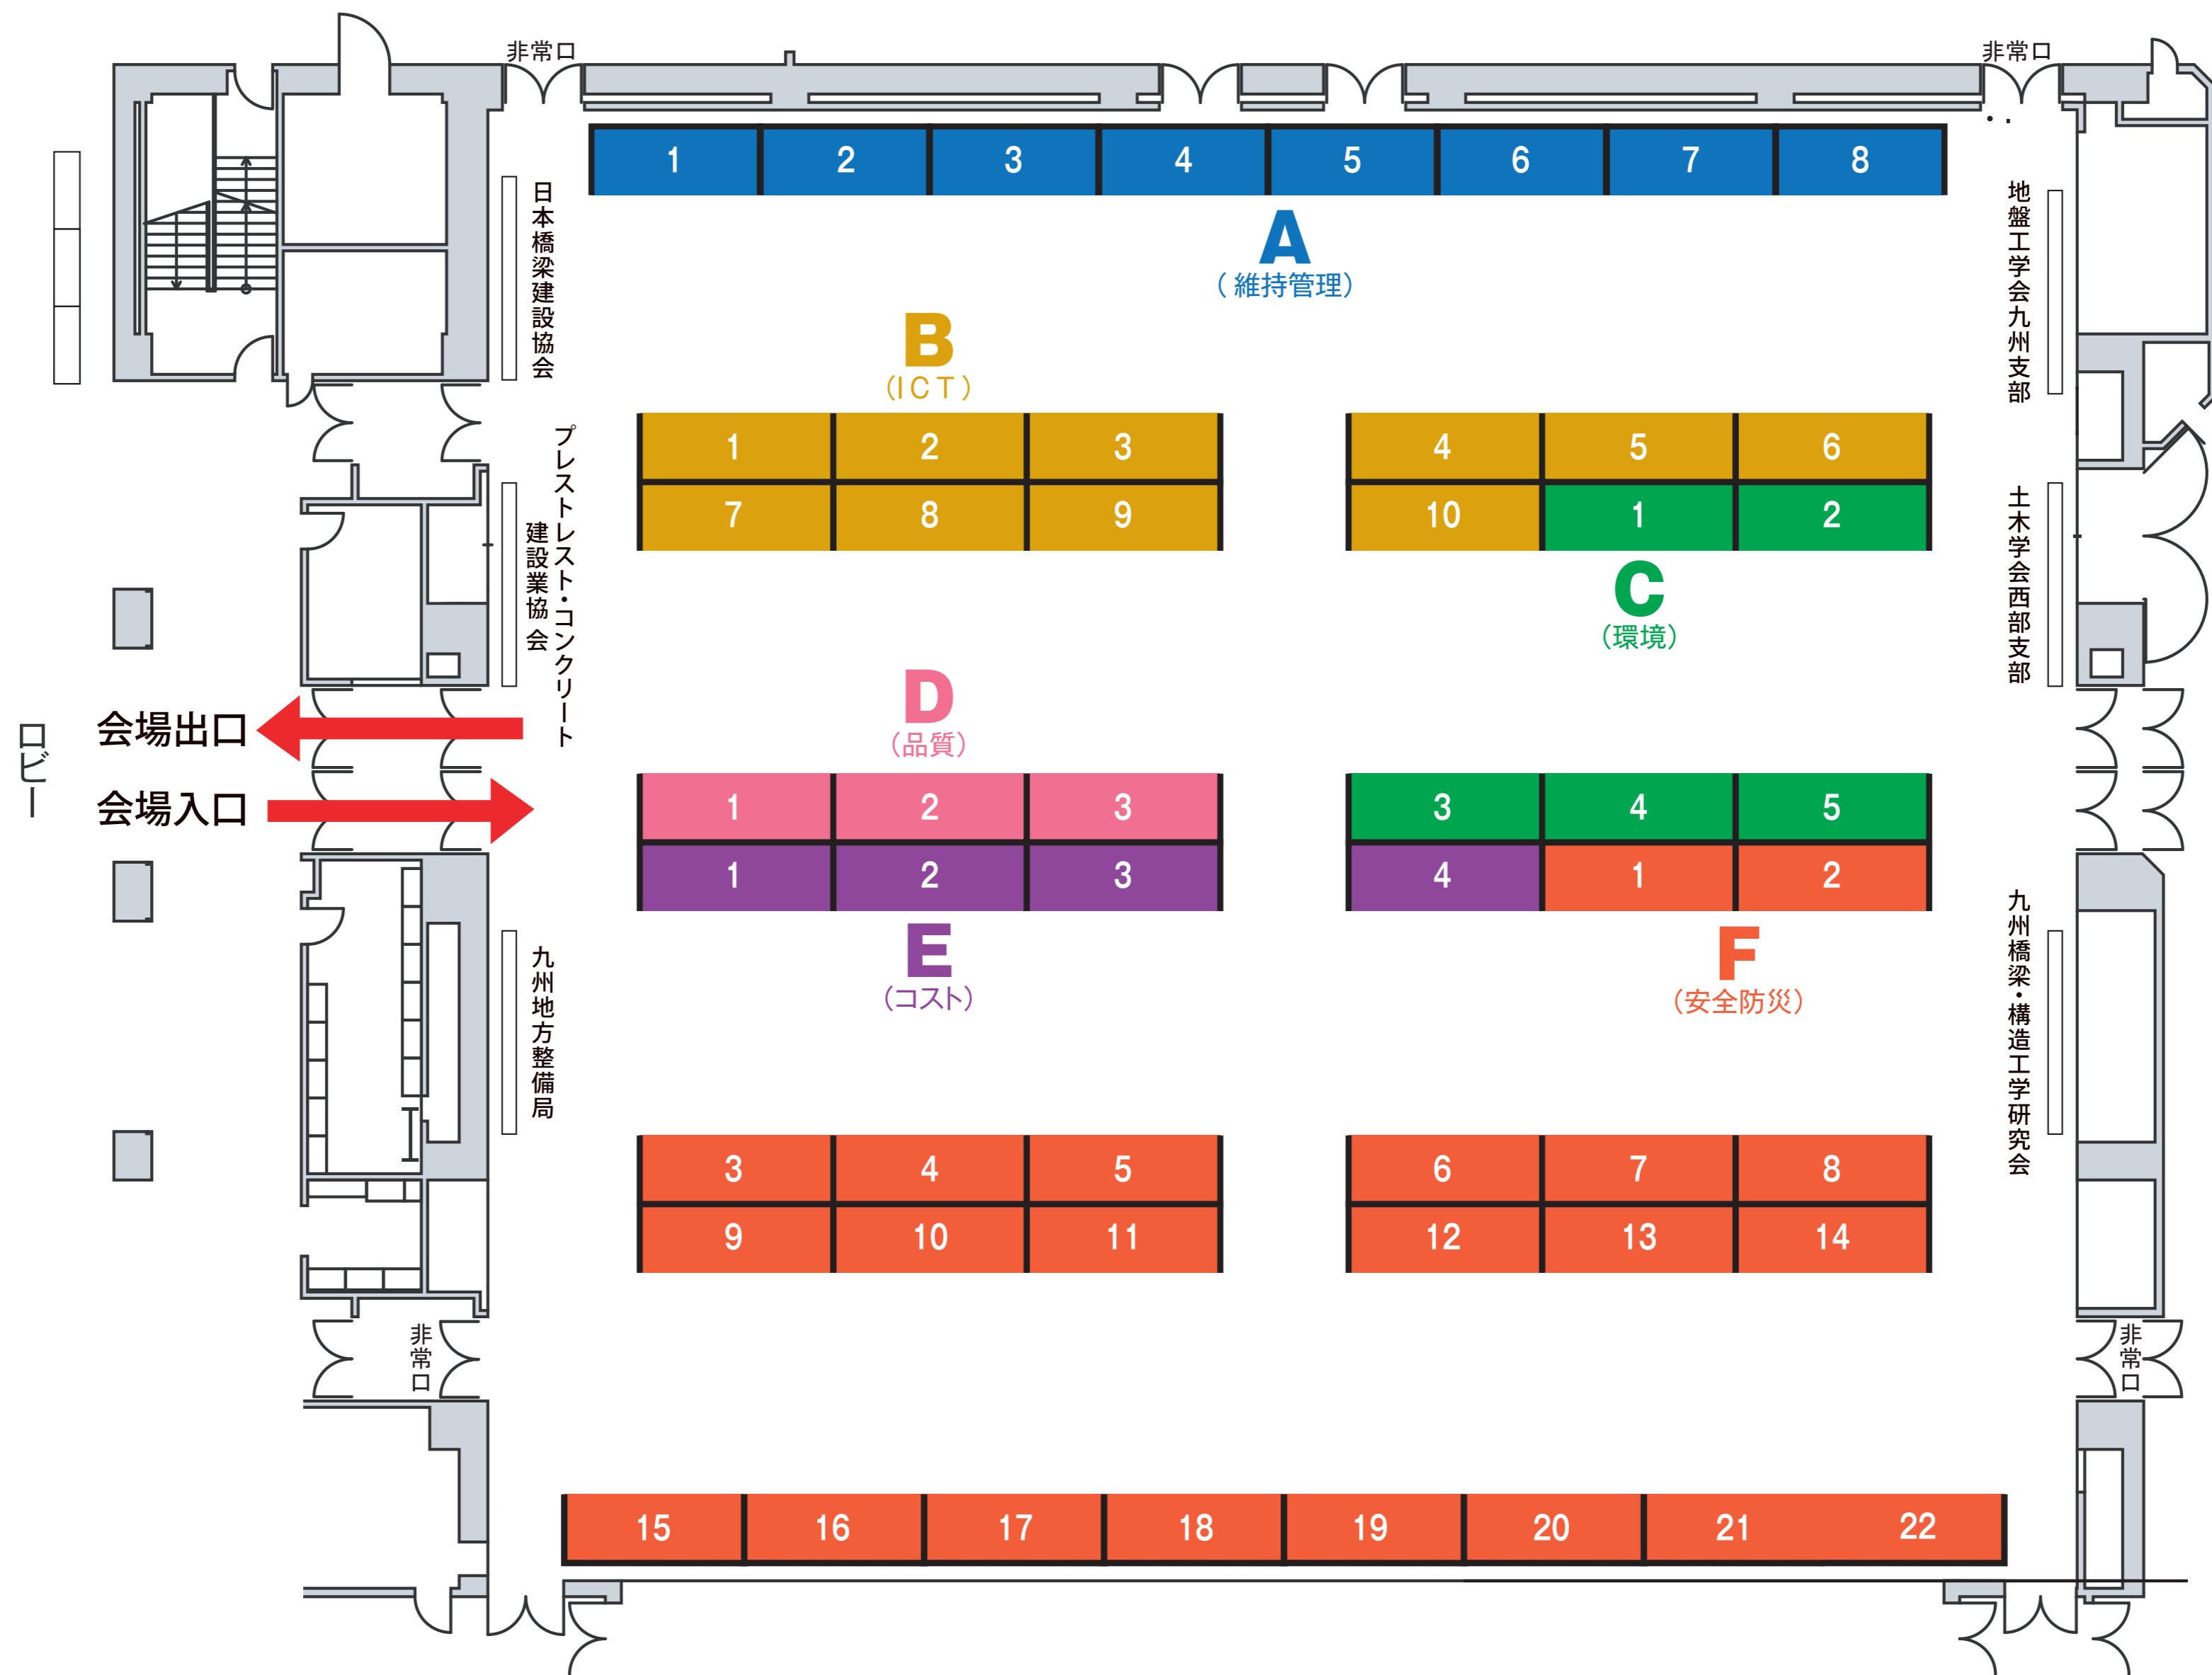 非常口
非常口
1 2 3 4 5 6 7 8
A
（維持管理）
日本橋梁建設協会
地盤工学会九州支部
B
（ICT）
1 2 3 4 5 6
7 8 9 10 1 2
プレストレスト・コンクリート
建設業協会
土木学会西部支部
C
（環境）
D
（品質）
ロビー
会場出口
会場入口
1 2 3 3 4 5
1 2 3 4 1 2
E
（コスト）
F
（安全防災）
九州地方整備局
九州橋梁・構造工学研究会
3 4 5 6 7 8
9 10 11 12 13 14
非常口
非常口
15 16 17 18 19 20 21 22